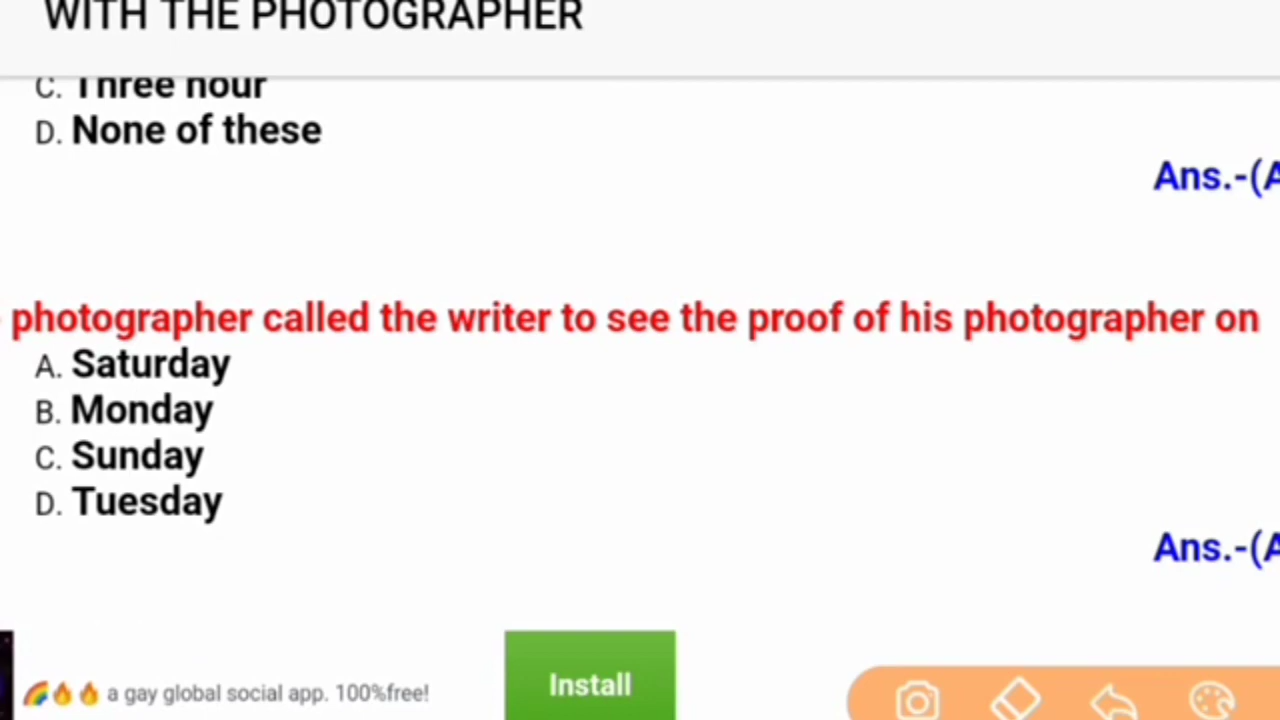 WITH THE PHOTOGRAPHER
C. Three hour
D. None of these
Ans.-(A
photographer called the writer to see the proof of his photographer on
A. Saturday
B. Monday
C. Sunday
D. Tuesday
Ans.-(A
🌈🔥🔥 a gay global social app. 100%free!
Install